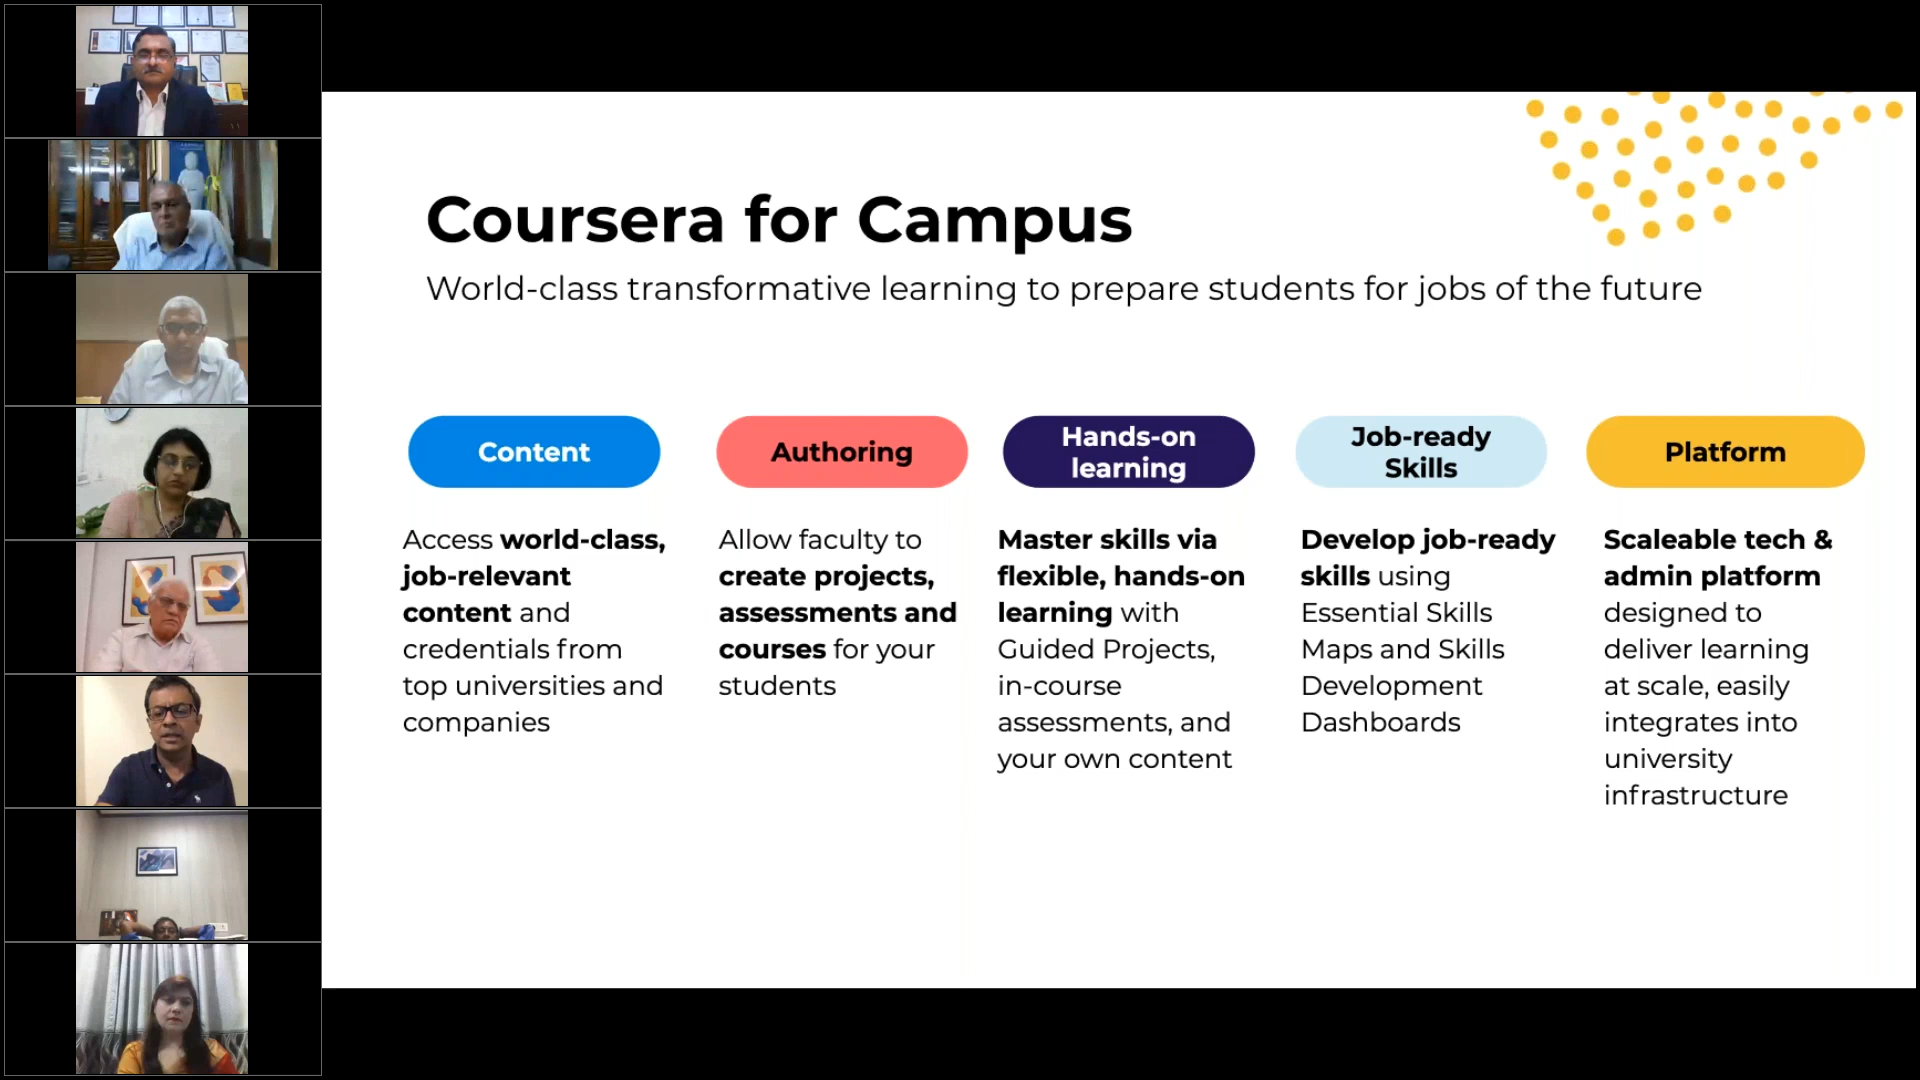 Coursera for Campus
World-class transformative learning to prepare students for jobs of the future
Content
Access world-class,
job-relevant
content and
credentials from
top universities and
companies
Authoring
Allow faculty to
create projects,
assessments and
courses for your
students
Hands-on
learning
Master skills via
flexible, hands-on
learning with
Guided Projects,
in-course
assessments, and
your own content
Job-ready
Skills
Develop job-ready
skills using
Essential Skills
Maps and Skills
Development
Dashboards
Platform
Scaleable tech &
admin platform
designed to
deliver learning
at scale, easily
integrates into
university
infrastructure